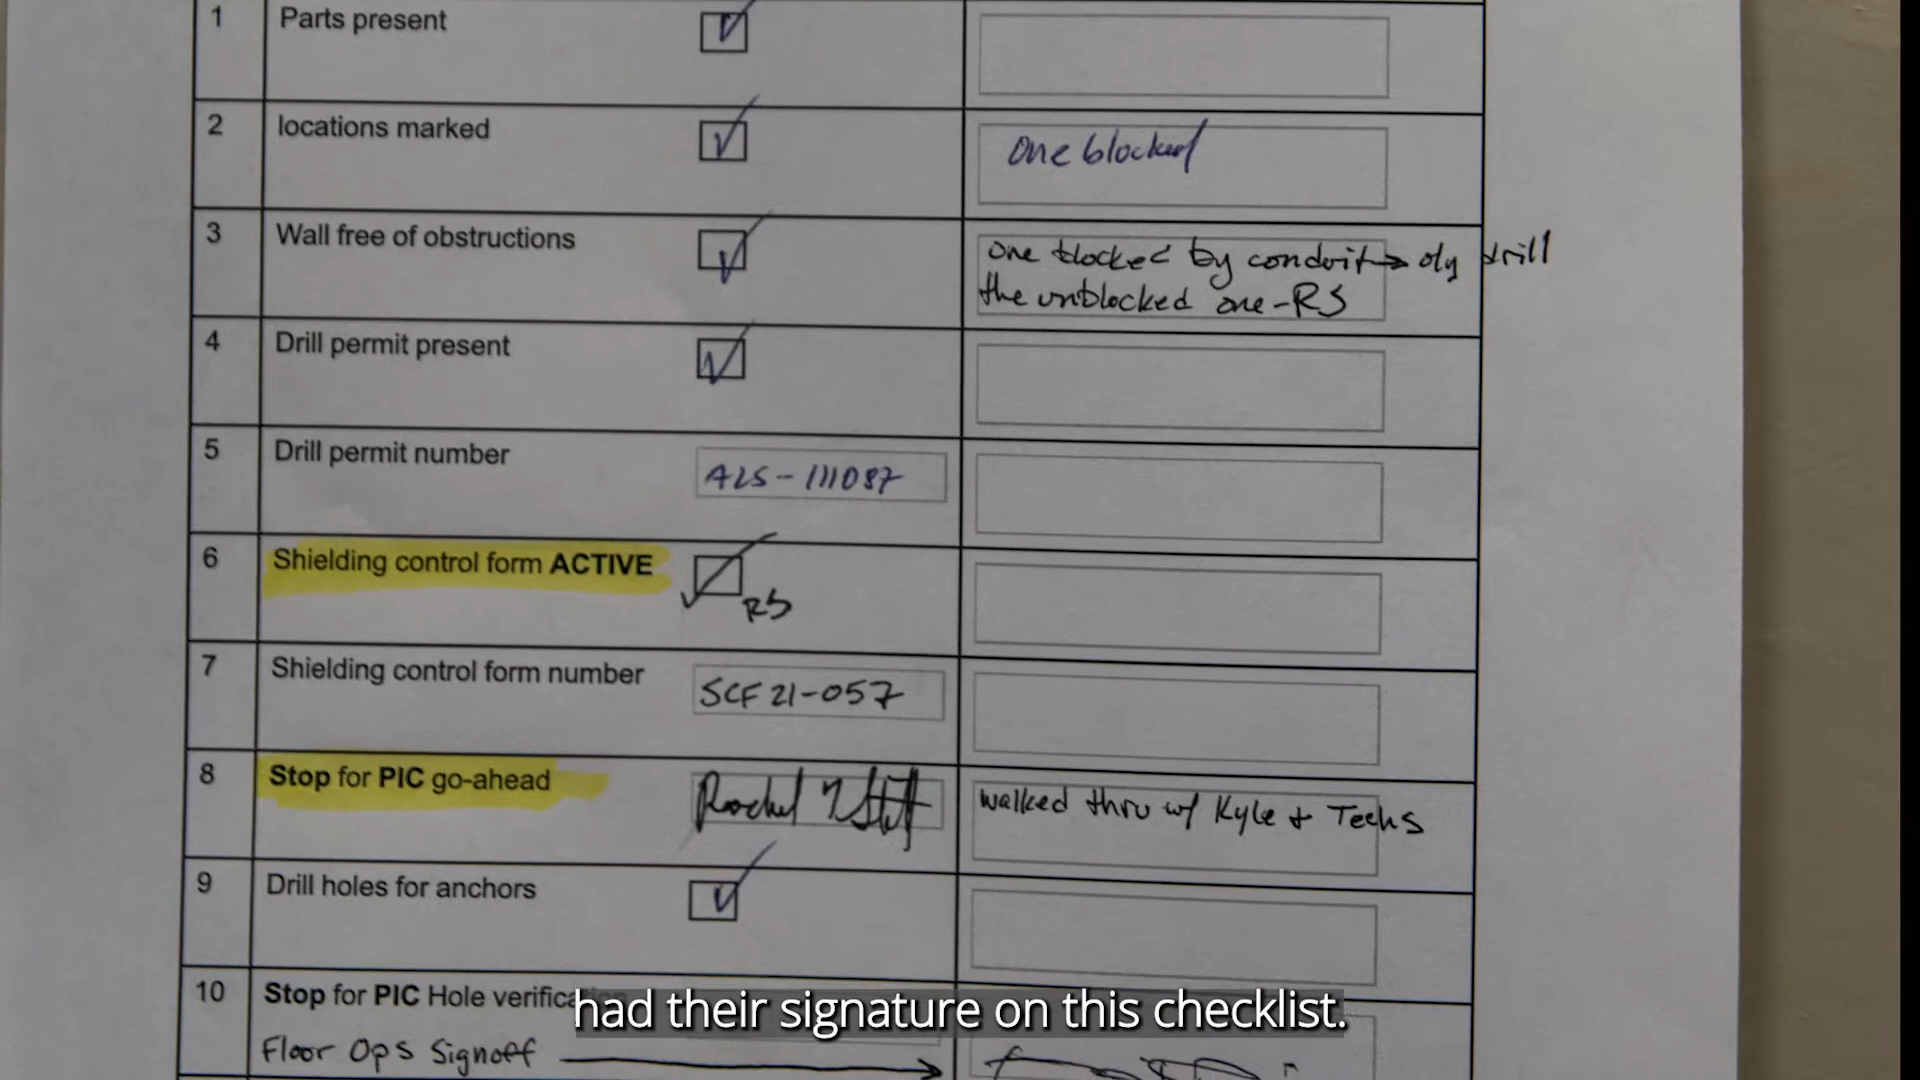 1 Parts present
2 locations marked one blocked
3 Wall free of obstructions one blocked by conduit → oly drill
the unblocked one - RS
4 Drill permit present
5 Drill permit number ALS-111087
6 Shielding control form ACTIVE RS
7 Shielding control form number SCF 21-057
8 Stop for PIC go-ahead Rachel walked thru w/ Kyle + Techs
9 Drill holes for anchors
10 Stop for PIC Hole
had their signature on this checklist.
Floor Ops Signoff